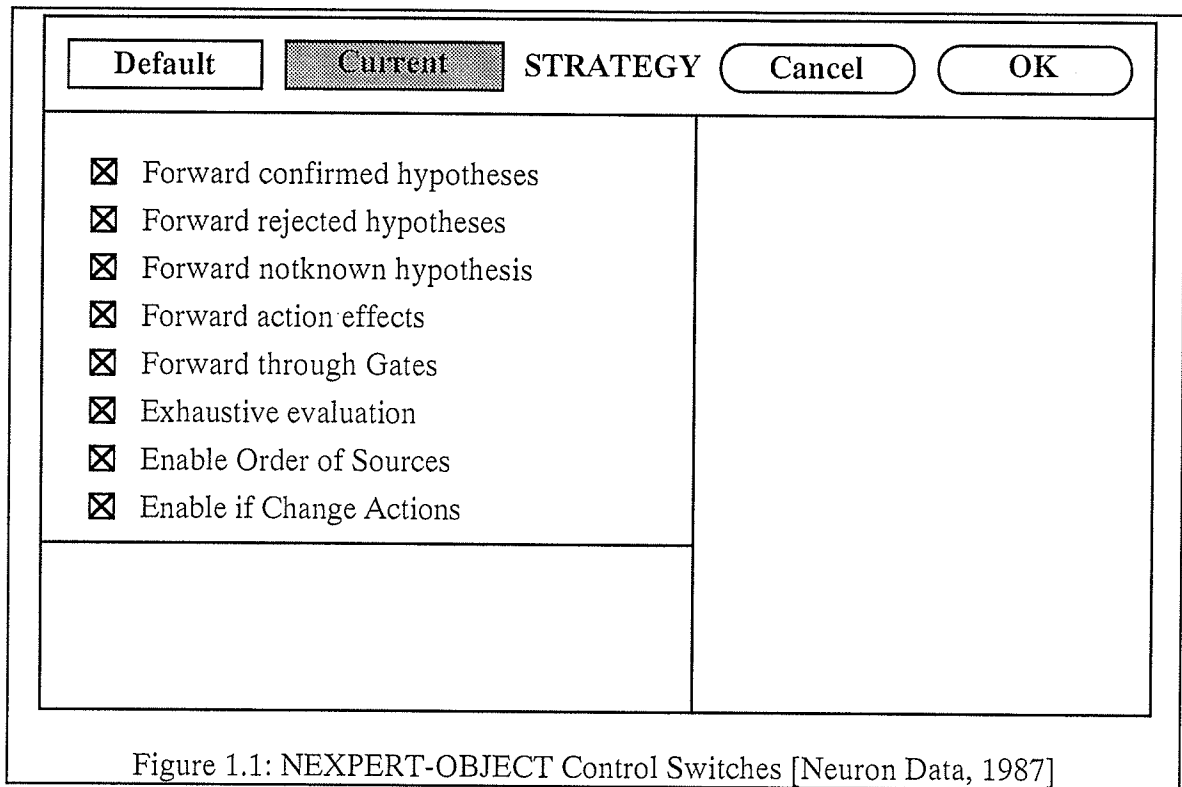 Default Current STRATEGY Cancel OK
Forward confirmed hypotheses
Forward rejected hypotheses
Forward notknown hypothesis
Forward action effects
Forward through Gates
Exhaustive evaluation
Enable Order of Sources
Enable if Change Actions
Figure 1.1: NEXPERT-OBJECT Control Switches [Neuron Data, 1987]